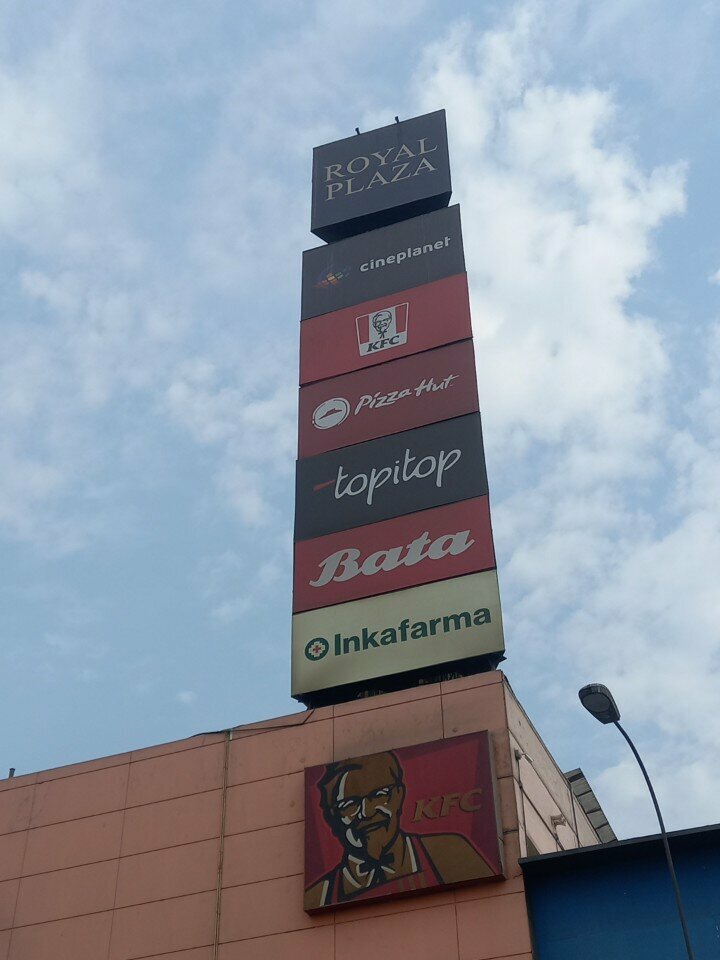 ROYAL
PLAZA
cineplanet
KFC
Pizza Hut
topitop
Bata
Inkafarma
KFC